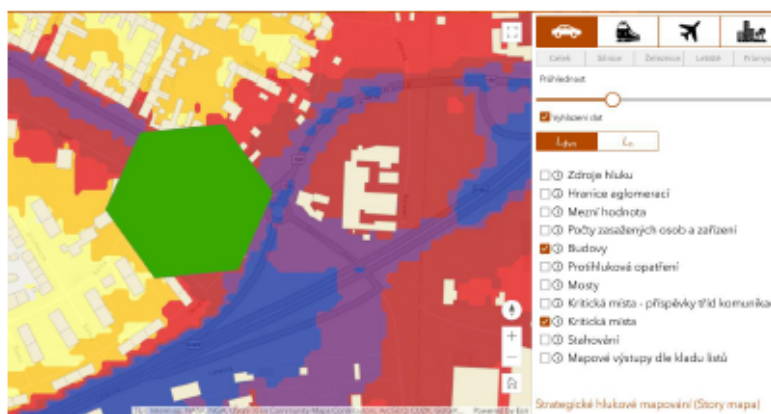 Celek Silnice Železnice Letiště Průmysl
Průhlednost
Vyhlazení dat
Ldvn Ln
Zdroje hluku
Hranice aglomerací
Mezní hodnota
Počty zasažených osob a zařízení
Budovy
Protihluková opatření
Mosty
Kritická místa - příspěvky tříd komunikac
Kritická místa
Stahování
Mapové výstupy dle kladu listů
Strategické hlukové mapování (Story mapa)
Powered by Esri